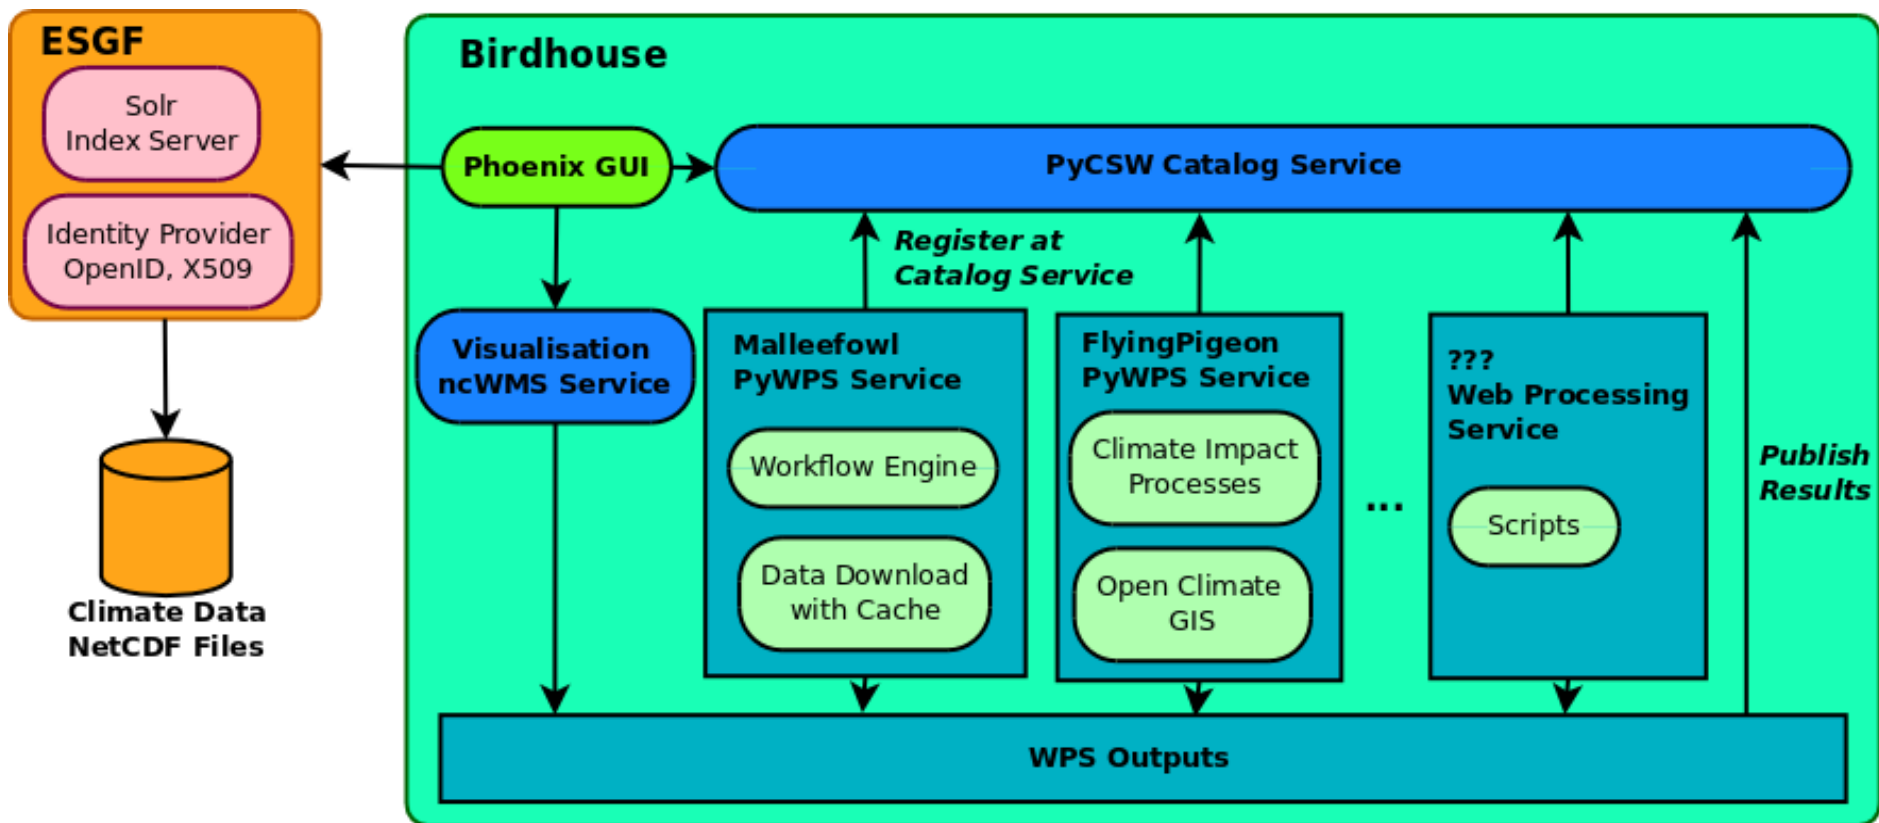 ESGF
Solr
Index Server
Identity Provider
OpenID, X509
Climate Data
NetCDF Files
Birdhouse
Phoenix GUI
PyCSW Catalog Service
Register at
Catalog Service
Visualisation
ncWMS Service
Malleefowl
PyWPS Service
Workflow Engine
Data Download
with Cache
FlyingPigeon
PyWPS Service
Climate Impact
Processes
Open Climate
GIS
...
???
Web Processing
Service
Scripts
Publish
Results
WPS Outputs